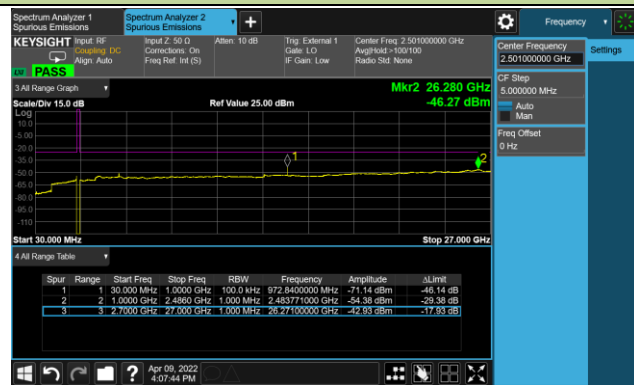 Spectrum Analyzer 1
Spurious Emissions
Spectrum Analyzer 2
Spurious Emissions
+
Frequency
KEYSIGHT
Input: RF
Coupling: DC
Align: Auto
Input Z: 50 Ω
Corrections: On
Freq Ref: Int (S)
Atten: 10 dB
Trig: External 1
Gate: LO
IF Gain: Low
Center Freq: 2.501000000 GHz
Avg|Hold:>100/100
Radio Std: None
PASS
Center Frequency
2.501000000 GHz
Settings
CF Step
5.000000 MHz
Auto
Man
Freq Offset
0 Hz
3 All Range Graph
Mkr2 26.280 GHz
Scale/Div 15.0 dB
Ref Value 25.00 dBm
-46.27 dBm
Log
10.0
-5.00
-20.0
-35.0
-50.0
-65.0
-80.0
-95.0
-110
1
2
Start 30.000 MHz
Stop 27.000 GHz
4 All Range Table
Spur Range Start Freq Stop Freq RBW Frequency Amplitude ΔLimit
1 1 30.000 MHz 1.0000 GHz 100.0 kHz 972.8400000 MHz -71.14 dBm -46.14 dB
2 2 1.0000 GHz 2.4860 GHz 1.000 MHz 2.483771000 GHz -54.38 dBm -29.38 dB
3 3 2.7000 GHz 27.000 GHz 1.000 MHz 26.27100000 GHz -42.93 dBm -17.93 dB
?
Apr 09, 2022
4:07:44 PM